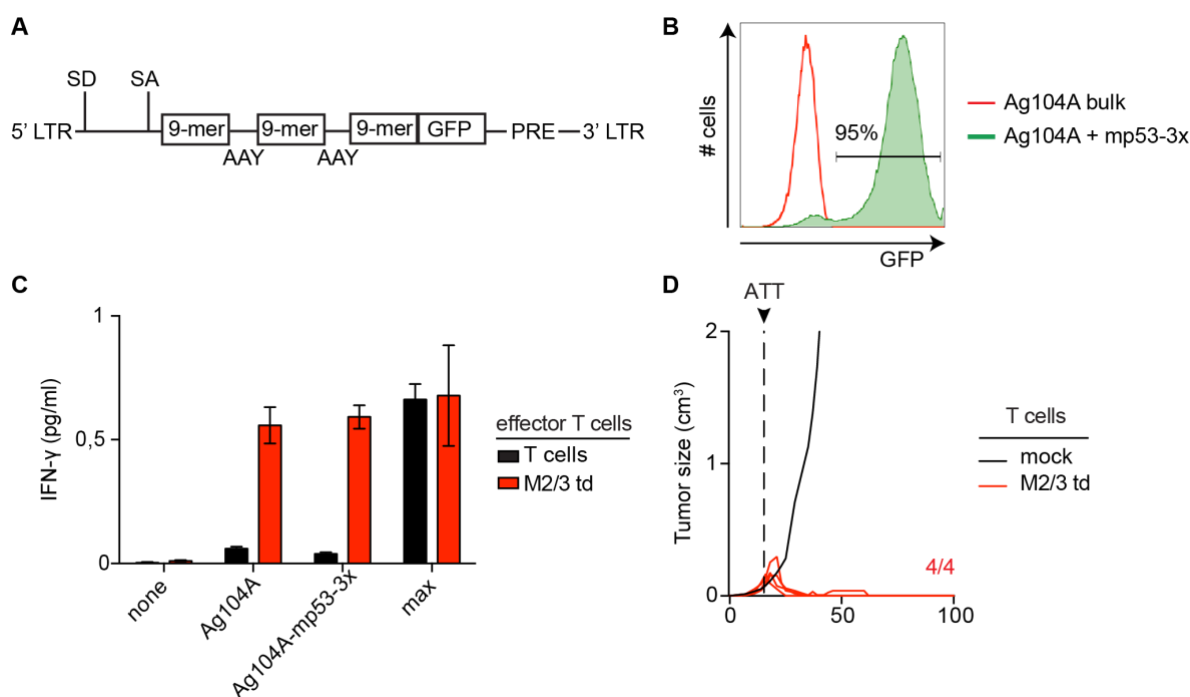 A
SD SA
5' LTR 9-mer 9-mer 9-mer GFP PRE 3' LTR
AAY AAY
B
# cells
95%
GFP
Ag104A bulk
Ag104A + mp53-3x
C
IFN-γ (pg/ml)
1
0,5
0
none
Ag104A
Ag104A-mp53-3x
max
effector T cells
T cells
M2/3 td
D
ATT
Tumor size (cm³)
2
1
0
0 50 100
4/4
T cells
mock
M2/3 td